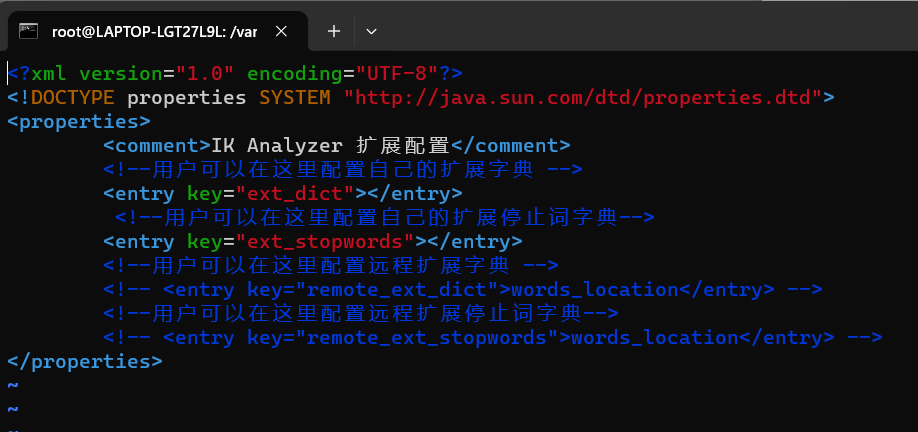 root@LAPTOP-LGT27L9L: /var
<?xml version="1.0" encoding="UTF-8"?>
<!DOCTYPE properties SYSTEM "http://java.sun.com/dtd/properties.dtd">
<properties>
        <comment>IK Analyzer 扩展配置</comment>
        <!--用户可以在这里配置自己的扩展字典 -->
        <entry key="ext_dict"></entry>
         <!--用户可以在这里配置自己的扩展停止词字典-->
        <entry key="ext_stopwords"></entry>
        <!--用户可以在这里配置远程扩展字典 -->
        <!-- <entry key="remote_ext_dict">words_location</entry> -->
        <!--用户可以在这里配置远程扩展停止词字典-->
        <!-- <entry key="remote_ext_stopwords">words_location</entry> -->
</properties>
~
~